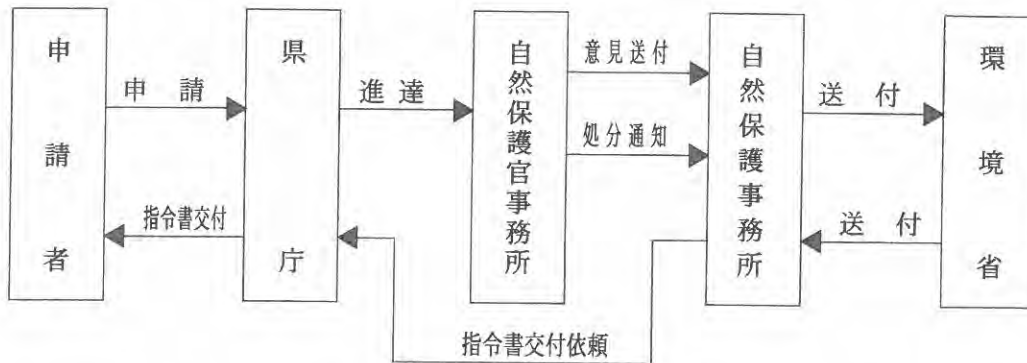 申請者
申請
指令書交付
県庁
進達
自然保護官事務所
意見送付
処分通知
自然保護事務所
送付
送付
環境省
指令書交付依頼